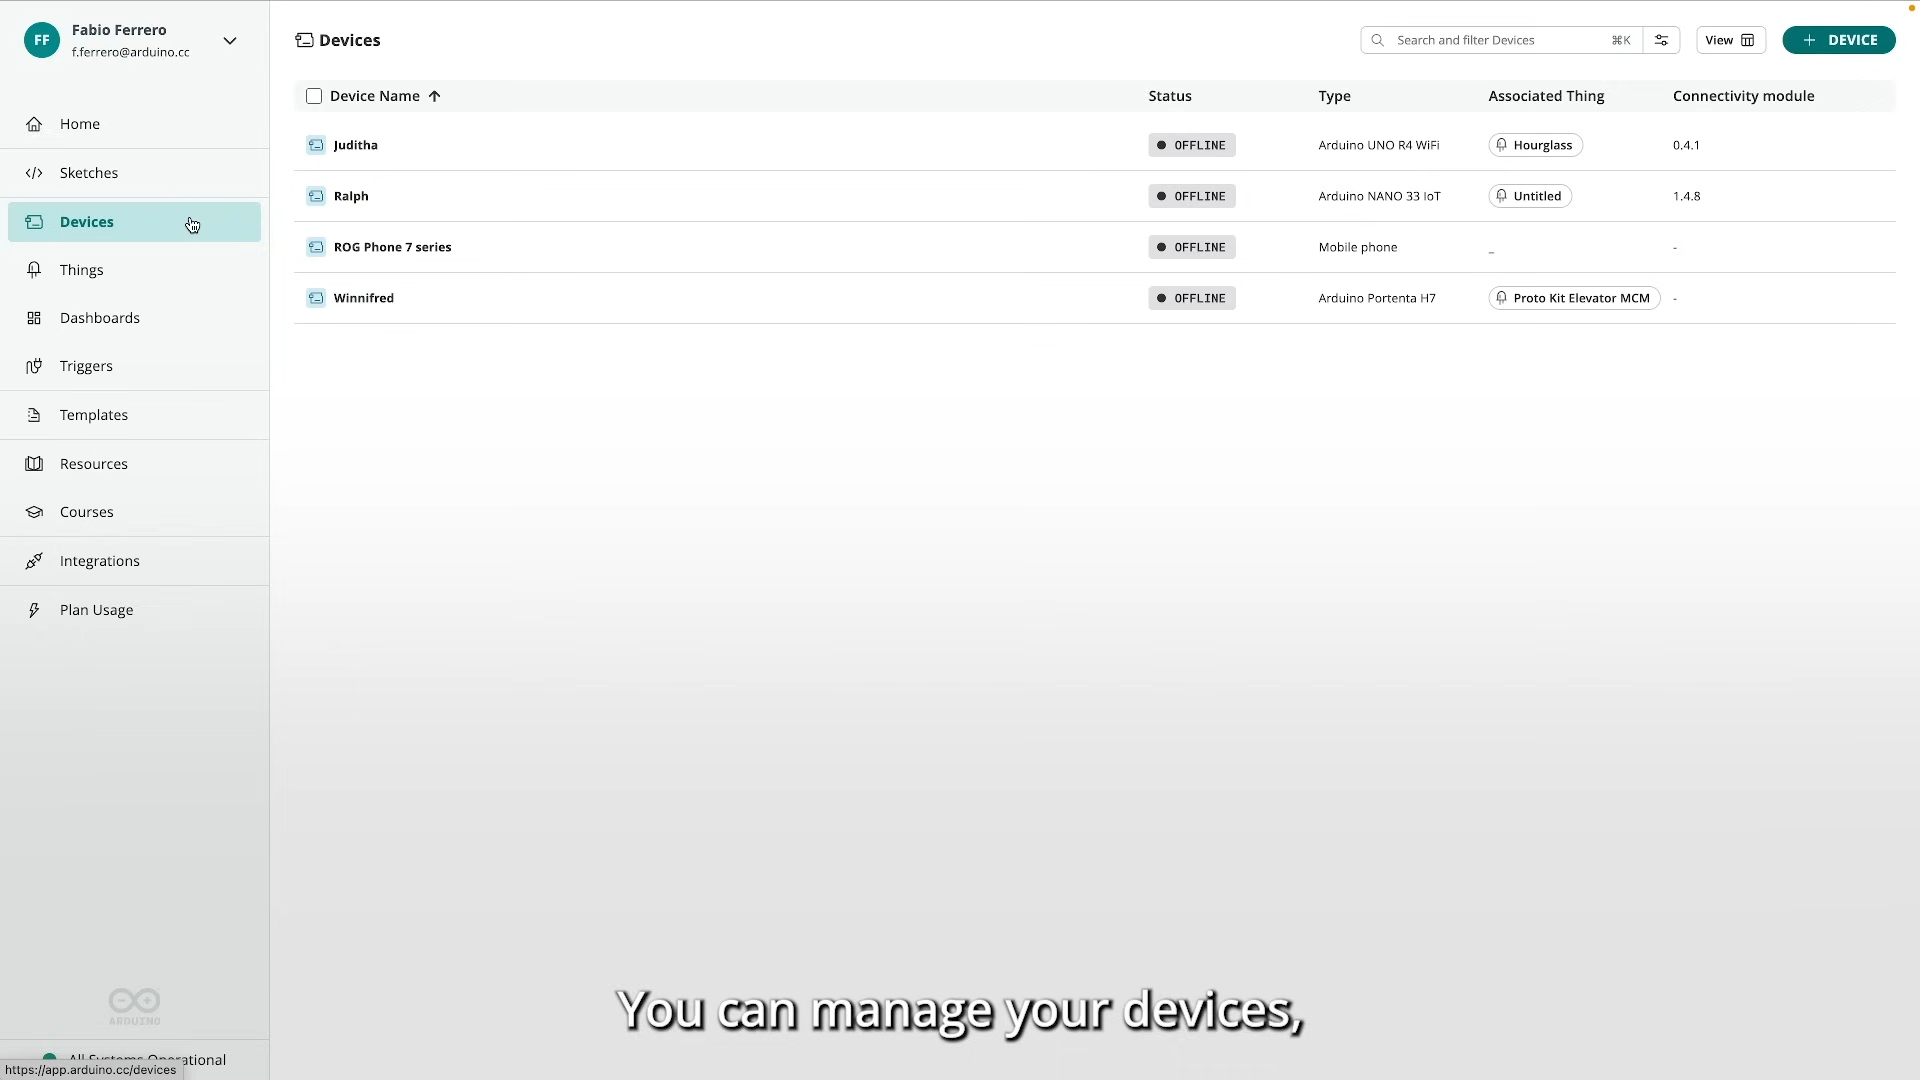 FF
Fabio Ferrero
f.ferrero@arduino.cc
Home
Sketches
Devices
Things
Dashboards
Triggers
Templates
Resources
Courses
Integrations
Plan Usage
ARDUINO
All Systems Operational
https://app.arduino.cc/devices
Devices
Search and filter Devices ⌘K
View
+ DEVICE
Device Name ↑ Status Type Associated Thing Connectivity module
Juditha OFFLINE Arduino UNO R4 WiFi Hourglass 0.4.1
Ralph OFFLINE Arduino NANO 33 IoT Untitled 1.4.8
ROG Phone 7 series OFFLINE Mobile phone _ -
Winnifred OFFLINE Arduino Portenta H7 Proto Kit Elevator MCM -
You can manage your devices,